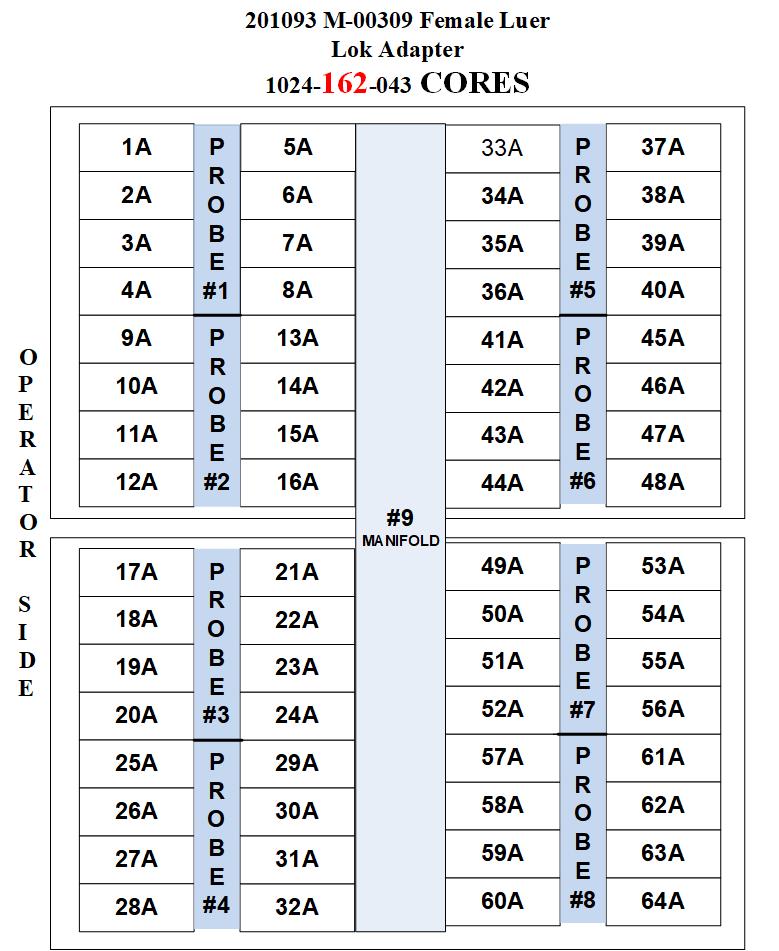 201093 M-00309 Female Luer
Lok Adapter
1024-162-043 CORES
OPERATOR SIDE
1A
2A
3A
4A
PROBE #1
5A
6A
7A
8A
9A
10A
11A
12A
PROBE #2
13A
14A
15A
16A
17A
18A
19A
20A
PROBE #3
21A
22A
23A
24A
25A
26A
27A
28A
PROBE #4
29A
30A
31A
32A
#9
MANIFOLD
33A
34A
35A
36A
PROBE #5
37A
38A
39A
40A
41A
42A
43A
44A
PROBE #6
45A
46A
47A
48A
49A
50A
51A
52A
PROBE #7
53A
54A
55A
56A
57A
58A
59A
60A
PROBE #8
61A
62A
63A
64A